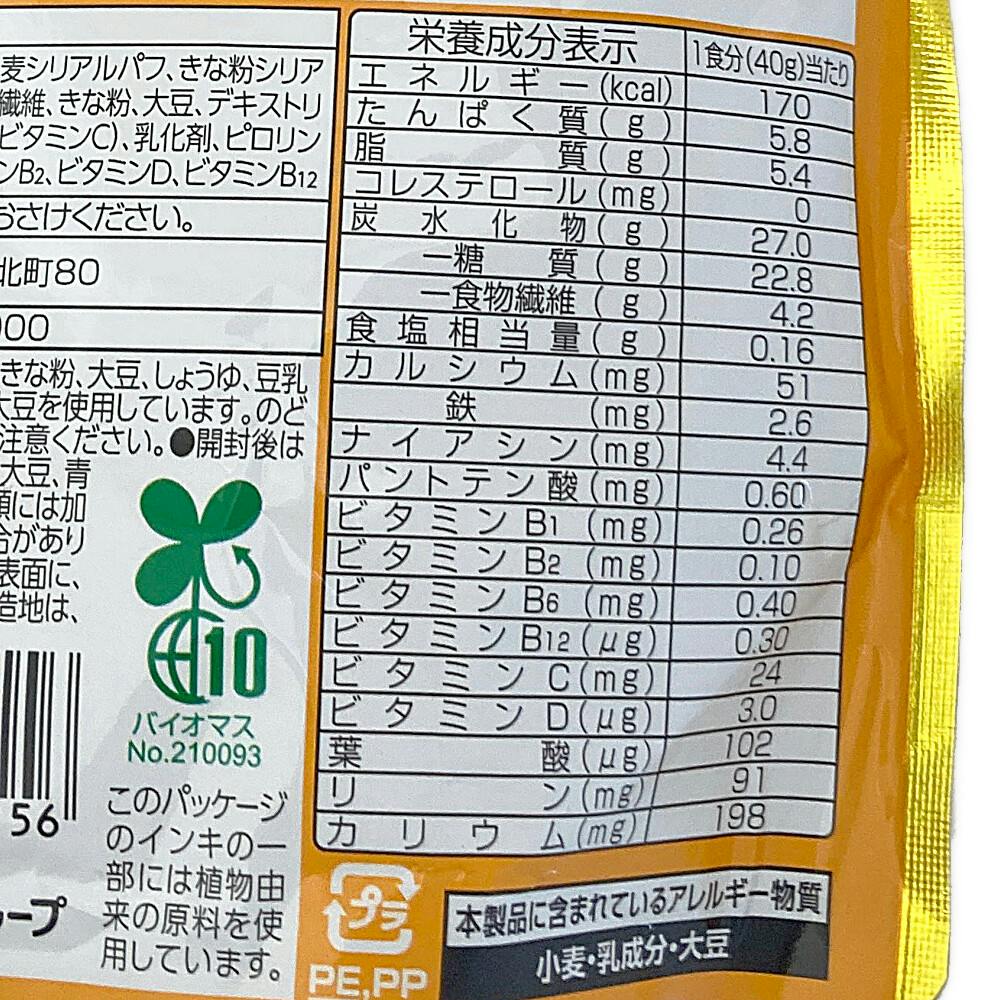 麦シリアルパフ、きな粉シリア
繊維、きな粉、大豆、デキストリ
ビタミンC)、乳化剤、ピロリン
ンB2、ビタミンD、ビタミンB12
おさけください。
北町80
000
きな粉、大豆、しょうゆ、豆乳
大豆を使用しています。のど
注意ください。●開封後は
大大豆、青
類には加
合があり
表面に、
造地は、
10
バイオマス
No.210093
56
このパッケージ
のインキの一
部には植物由
来の原料を使
用しています。
ループ
栄養成分表示 1食分(40g)当たり
エネルギー(kcal) 170
たんぱく質(g) 5.8
脂質(g) 5.4
コレステロール(mg) 0
炭水化物(g) 27.0
―糖質(g) 22.8
―食物繊維(g) 4.2
食塩相当量(g) 0.16
カルシウム(mg) 51
鉄(mg) 2.6
ナイアシン(mg) 4.4
パントテン酸(mg) 0.60
ビタミンB1(mg) 0.26
ビタミンB2(mg) 0.10
ビタミンB6(mg) 0.40
ビタミンB12(μg) 0.30
ビタミンC(mg) 24
ビタミンD(μg) 3.0
葉酸(μg) 102
リン(mg) 91
カリウム(mg) 198
プラ
PE,PP
本製品に含まれているアレルギー物質
小麦・乳成分・大豆